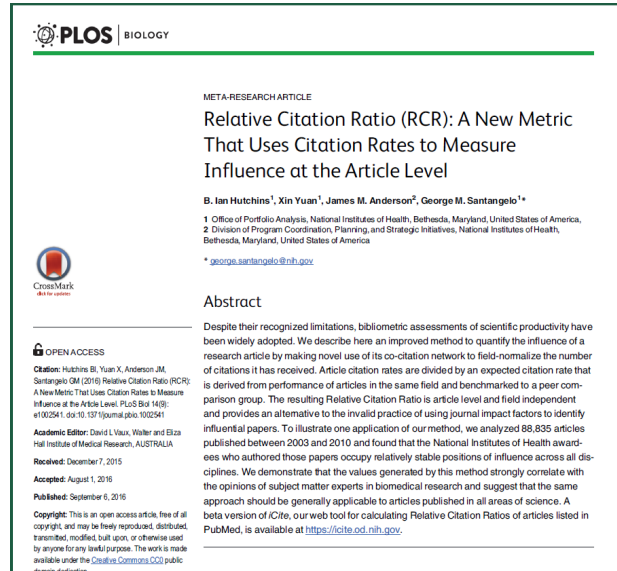 PLOS | BIOLOGY
META-RESEARCH ARTICLE
Relative Citation Ratio (RCR): A New Metric
That Uses Citation Rates to Measure
Influence at the Article Level
B. Ian Hutchins1, Xin Yuan1, James M. Anderson2, George M. Santangelo1*
1 Office of Portfolio Analysis, National Institutes of Health, Bethesda, Maryland, United States of America,
2 Division of Program Coordination, Planning, and Strategic Initiatives, National Institutes of Health,
Bethesda, Maryland, United States of America
* george.santangelo@nih.gov
CrossMark
click for updates
OPEN ACCESS
Citation: Hutchins BI, Yuan X, Anderson JM,
Santangelo GM (2016) Relative Citation Ratio (RCR):
A New Metric That Uses Citation Rates to Measure
Influence at the Article Level. PLoS Biol 14(9):
e1002541. doi:10.1371/journal.pbio.1002541
Academic Editor: David L Vaux, Walter and Eliza
Hall Institute of Medical Research, AUSTRALIA
Received: December 7, 2015
Accepted: August 1, 2016
Published: September 6, 2016
Copyright: This is an open access article, free of all
copyright, and may be freely reproduced, distributed,
transmitted, modified, built upon, or otherwise used
by anyone for any lawful purpose. The work is made
available under the Creative Commons CC0 public
domain dedication.
Abstract
Despite their recognized limitations, bibliometric assessments of scientific productivity have
been widely adopted. We describe here an improved method to quantify the influence of a
research article by making novel use of its co-citation network to field-normalize the number
of citations it has received. Article citation rates are divided by an expected citation rate that
is derived from performance of articles in the same field and benchmarked to a peer com-
parison group. The resulting Relative Citation Ratio is article level and field independent
and provides an alternative to the invalid practice of using journal impact factors to identify
influential papers. To illustrate one application of our method, we analyzed 88,835 articles
published between 2003 and 2010 and found that the National Institutes of Health award-
ees who authored those papers occupy relatively stable positions of influence across all dis-
ciplines. We demonstrate that the values generated by this method strongly correlate with
the opinions of subject matter experts in biomedical research and suggest that the same
approach should be generally applicable to articles published in all areas of science. A
beta version of iCite, our web tool for calculating Relative Citation Ratios of articles listed in
PubMed, is available at https://icite.od.nih.gov.